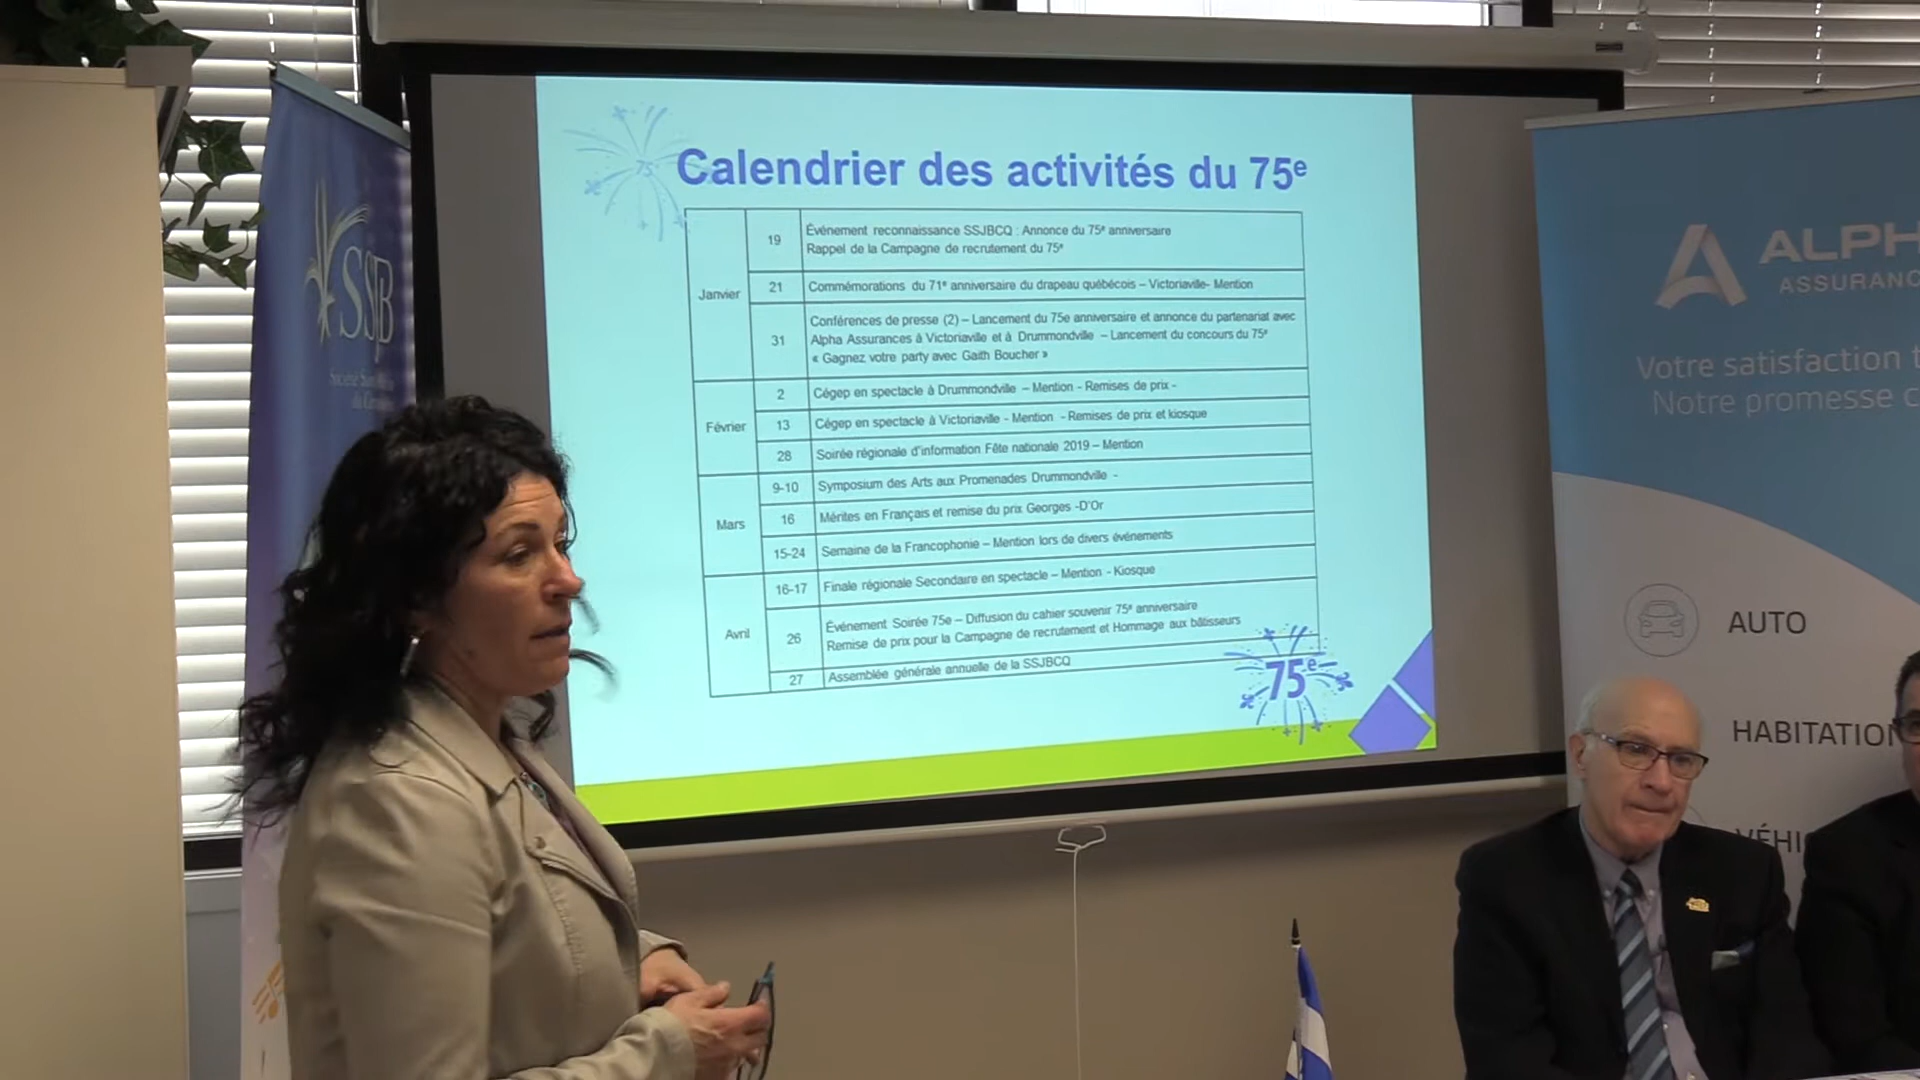 Calendrier des activités du 75e
Janvier
19
Événement reconnaissance SSJBCQ : Annonce du 75e anniversaire
Rappel de la Campagne de recrutement du 75e
21
Commémorations du 71e anniversaire du drapeau québécois – Victoriaville- Mention
31
Conférences de presse (2) – Lancement du 75e anniversaire et annonce du partenariat avec
Alpha Assurances à Victoriaville et à Drummondville – Lancement du concours du 75e
« Gagnez votre party avec Gaith Boucher »
Février
2
Cégep en spectacle à Drummondville – Mention - Remises de prix -
13
Cégep en spectacle à Victoriaville - Mention - Remises de prix et kiosque
28
Soirée régionale d'information Fête nationale 2019 – Mention
Mars
9-10
Symposium des Arts aux Promenades Drummondville -
16
Mérites en Français et remise du prix Georges -D'Or
15-24
Semaine de la Francophonie – Mention lors de divers événements
Avril
16-17
Finale régionale Secondaire en spectacle – Mention - Kiosque
26
Événement Soirée 75e – Diffusion du cahier souvenir 75e anniversaire
Remise de prix pour la Campagne de recrutement et Hommage aux bâtisseurs
27
Assemblée générale annuelle de la SSJBCQ
75e
75e
SSJB
Société
ALPH
ASSURANC
Votre satisfaction t
Notre promesse c
AUTO
HABITATION
VÉHI